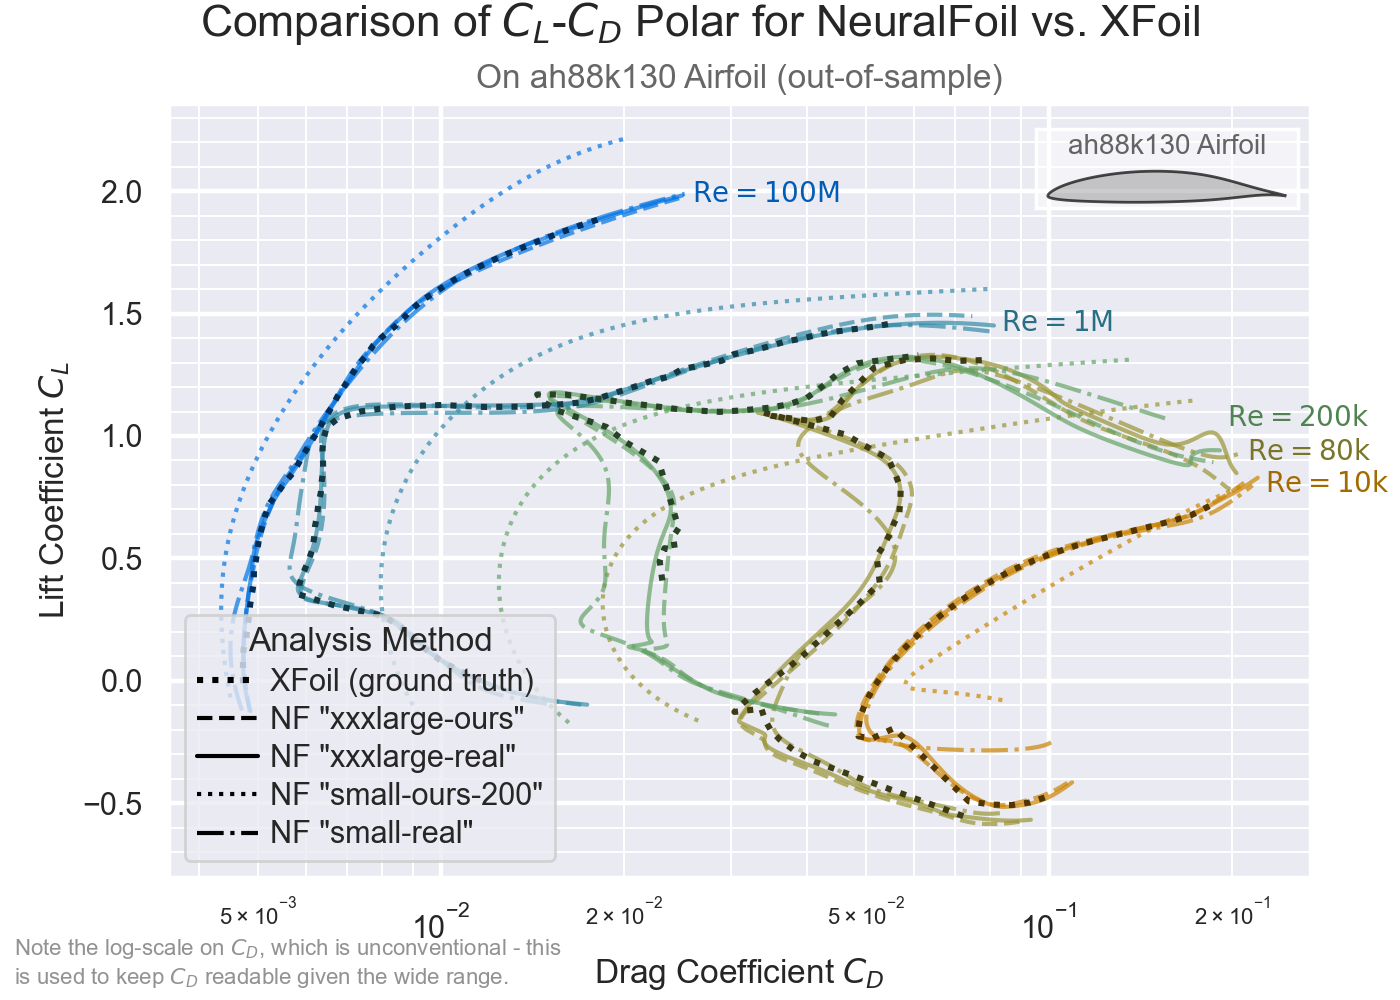 Comparison of C_L-C_D Polar for NeuralFoil vs. XFoil
On ah88k130 Airfoil (out-of-sample)
ah88k130 Airfoil
Re = 100M
Re = 1M
Re = 200k
Re = 80k
Re = 10k
Lift Coefficient C_L
2.0
1.5
1.0
0.5
0.0
−0.5
Analysis Method
XFoil (ground truth)
NF "xxxlarge-ours"
NF "xxxlarge-real"
NF "small-ours-200"
NF "small-real"
5 × 10⁻³
10⁻²
2 × 10⁻²
5 × 10⁻²
10⁻¹
2 × 10⁻¹
Drag Coefficient C_D
Note the log-scale on C_D, which is unconventional - this
is used to keep C_D readable given the wide range.